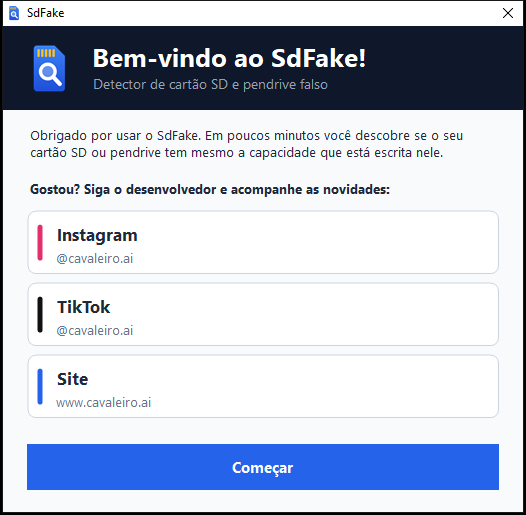 SdFake
Bem-vindo ao SdFake!
Detector de cartão SD e pendrive falso
Obrigado por usar o SdFake. Em poucos minutos você descobre se o seu
cartão SD ou pendrive tem mesmo a capacidade que está escrita nele.
Gostou? Siga o desenvolvedor e acompanhe as novidades:
Instagram
@cavaleiro.ai
TikTok
@cavaleiro.ai
Site
www.cavaleiro.ai
Começar